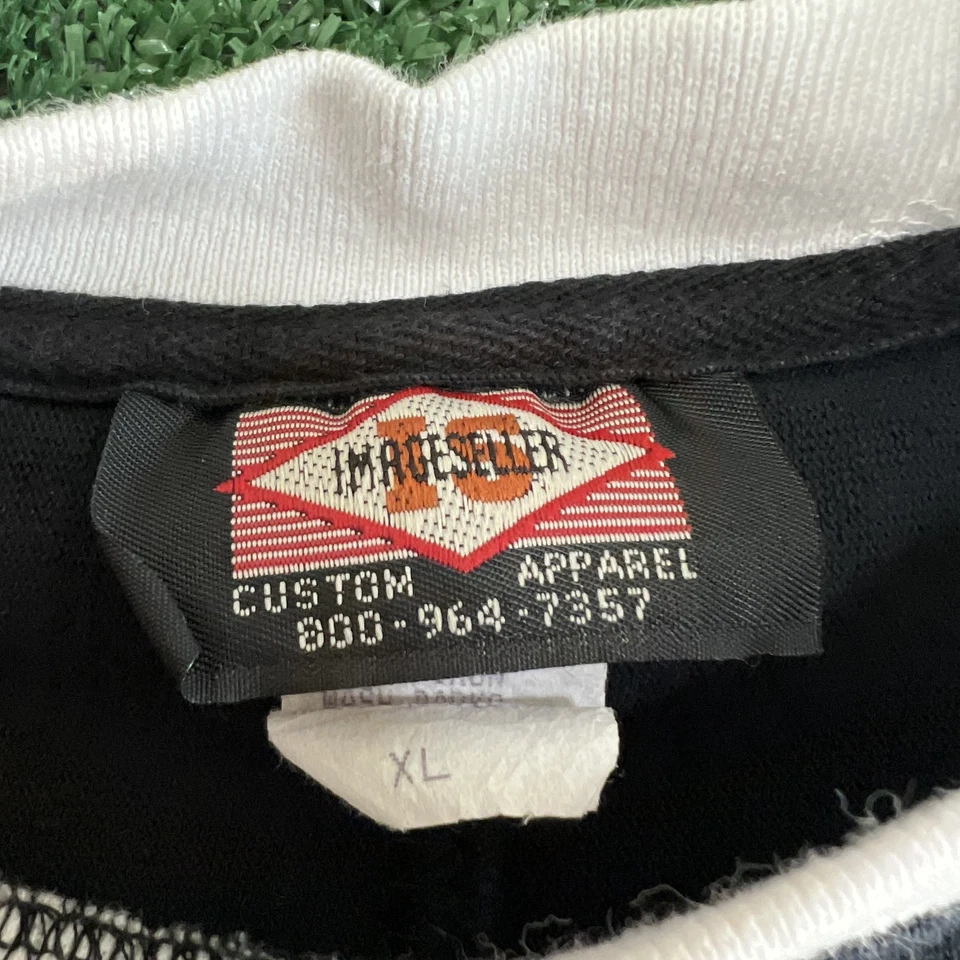 IS
IMAGESELLER
CUSTOM APPAREL
800-964-7357
XL